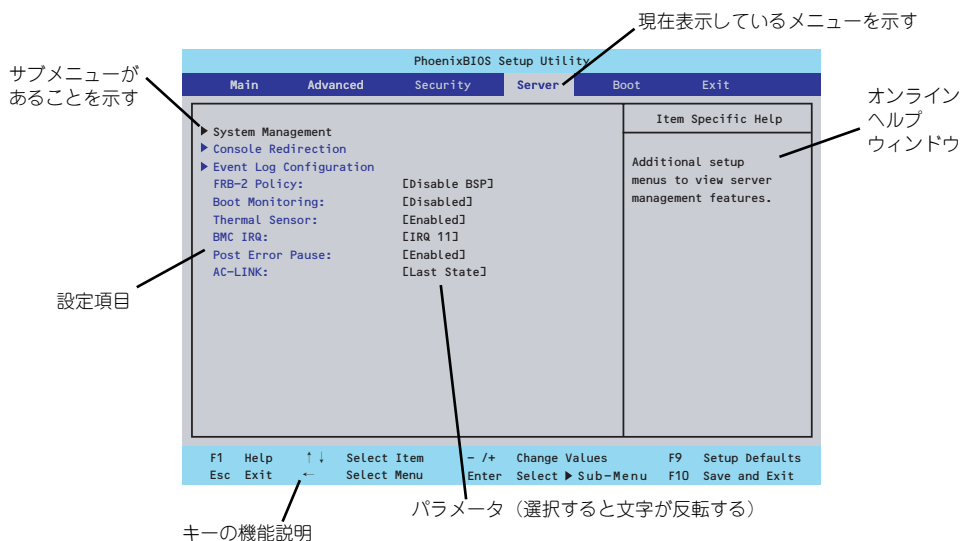 現在表示しているメニューを示す
サブメニューが
あることを示す
PhoenixBIOS Setup Utility
Main Advanced Security Server Boot Exit
オンライン
ヘルプ
ウィンドウ
Item Specific Help
Additional setup
menus to view server
management features.
▶ System Management
▶ Console Redirection
▶ Event Log Configuration
FRB-2 Policy: [Disable BSP]
Boot Monitoring: [Disabled]
Thermal Sensor: [Enabled]
BMC IRQ: [IRQ 11]
Post Error Pause: [Enabled]
AC-LINK: [Last State]
設定項目
F1 Help ↑↓ Select Item - /+ Change Values F9 Setup Defaults
Esc Exit ← Select Menu Enter Select ▶ Sub-Menu F10 Save and Exit
パラメータ（選択すると文字が反転する）
キーの機能説明